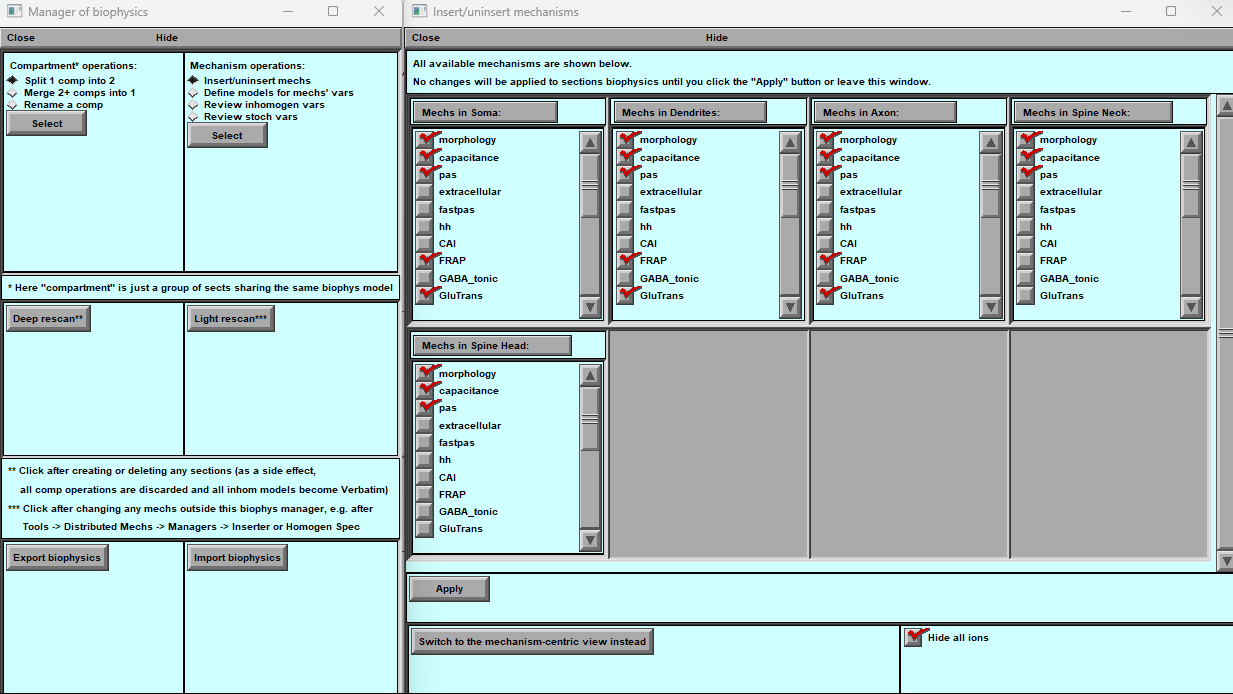 Manager of biophysics
Close Hide
Compartment* operations:
Split 1 comp into 2
Merge 2+ comps into 1
Rename a comp
Select
Mechanism operations:
Insert/uninsert mechs
Define models for mechs' vars
Review inhomogen vars
Review stoch vars
Select
* Here "compartment" is just a group of sects sharing the same biophys model
Deep rescan**
Light rescan***
** Click after creating or deleting any sections (as a side effect,
all comp operations are discarded and all inhom models become Verbatim)
*** Click after changing any mechs outside this biophys manager, e.g. after
Tools -> Distributed Mechs -> Managers -> Inserter or Homogen Spec
Export biophysics
Import biophysics
Insert/uninsert mechanisms
Close Hide
All available mechanisms are shown below.
No changes will be applied to sections biophysics until you click the "Apply" button or leave this window.
Mechs in Soma:
morphology
capacitance
pas
extracellular
fastpas
hh
CAl
FRAP
GABA_tonic
GluTrans
Mechs in Dendrites:
morphology
capacitance
pas
extracellular
fastpas
hh
CAl
FRAP
GABA_tonic
GluTrans
Mechs in Axon:
morphology
capacitance
pas
extracellular
fastpas
hh
CAl
FRAP
GABA_tonic
GluTrans
Mechs in Spine Neck:
morphology
capacitance
pas
extracellular
fastpas
hh
CAl
FRAP
GABA_tonic
GluTrans
Mechs in Spine Head:
morphology
capacitance
pas
extracellular
fastpas
hh
CAl
FRAP
GABA_tonic
GluTrans
Apply
Switch to the mechanism-centric view instead
Hide all ions